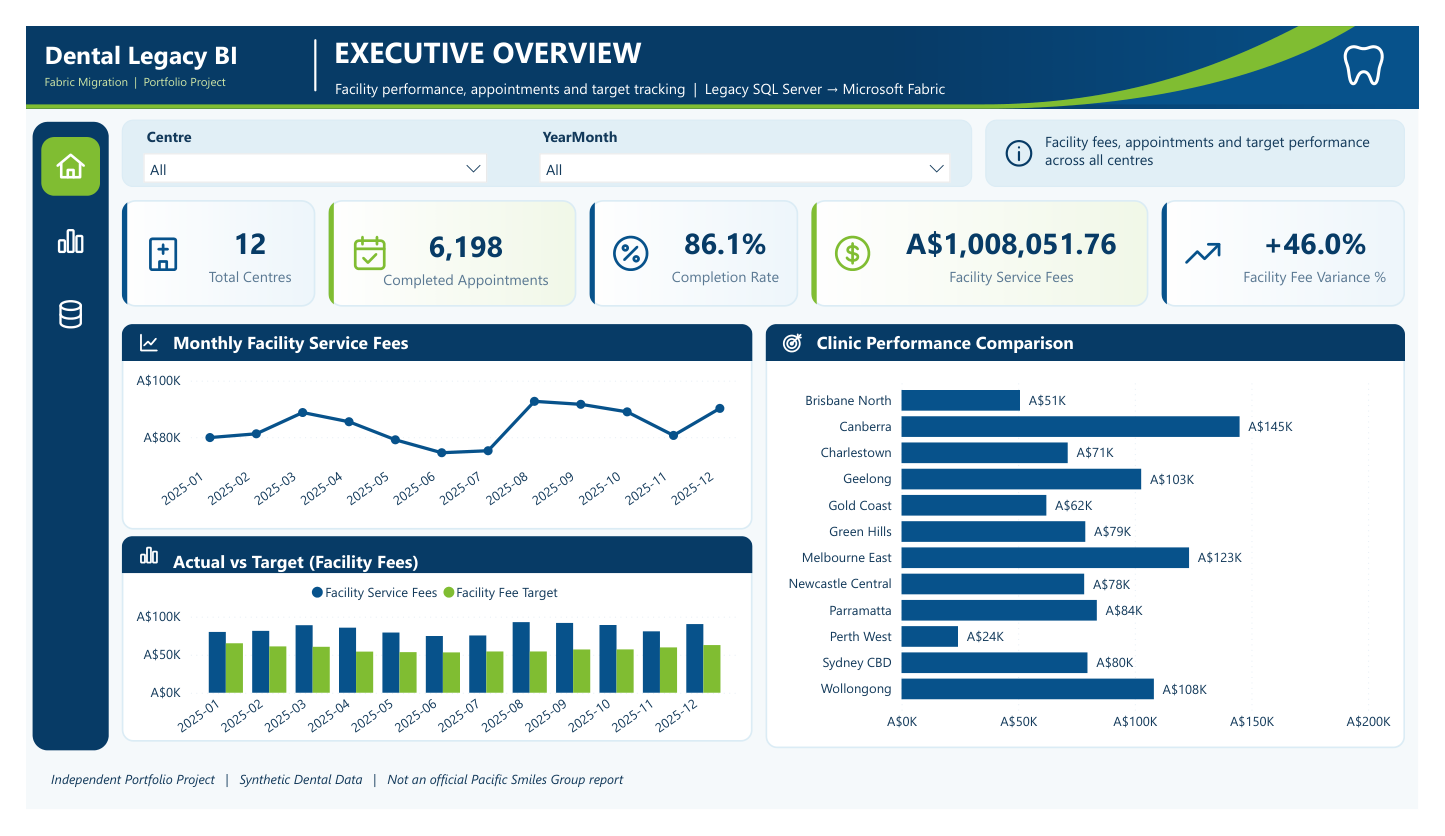 Dental Legacy BI
Fabric Migration | Portfolio Project
EXECUTIVE OVERVIEW
Facility performance, appointments and target tracking | Legacy SQL Server → Microsoft Fabric
Centre
All
YearMonth
All
Facility fees, appointments and target performance
across all centres
12
Total Centres
6,198
Completed Appointments
86.1%
Completion Rate
A$1,008,051.76
Facility Service Fees
+46.0%
Facility Fee Variance %
Monthly Facility Service Fees
A$100K
A$80K
2025-01
2025-02
2025-03
2025-04
2025-05
2025-06
2025-07
2025-08
2025-09
2025-10
2025-11
2025-12
Actual vs Target (Facility Fees)
Facility Service Fees
Facility Fee Target
A$100K
A$50K
A$0K
2025-01
2025-02
2025-03
2025-04
2025-05
2025-06
2025-07
2025-08
2025-09
2025-10
2025-11
2025-12
Clinic Performance Comparison
Brisbane North A$51K
Canberra A$145K
Charlestown A$71K
Geelong A$103K
Gold Coast A$62K
Green Hills A$79K
Melbourne East A$123K
Newcastle Central A$78K
Parramatta A$84K
Perth West A$24K
Sydney CBD A$80K
Wollongong A$108K
A$0K A$50K A$100K A$150K A$200K
Independent Portfolio Project | Synthetic Dental Data | Not an official Pacific Smiles Group report